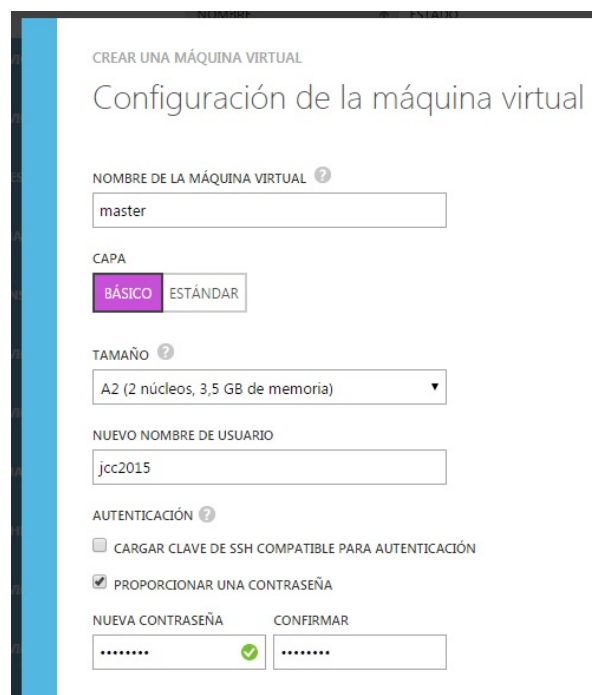 NOMBRE ESTADO
CREAR UNA MÁQUINA VIRTUAL
Configuración de la máquina virtual
NOMBRE DE LA MÁQUINA VIRTUAL ?
master
CAPA
BÁSICO ESTÁNDAR
TAMAÑO ?
A2 (2 núcleos, 3,5 GB de memoria)
NUEVO NOMBRE DE USUARIO
jcc2015
AUTENTICACIÓN ?
CARGAR CLAVE DE SSH COMPATIBLE PARA AUTENTICACIÓN
PROPORCIONAR UNA CONTRASEÑA
NUEVA CONTRASEÑA CONFIRMAR
•••••••• ••••••••